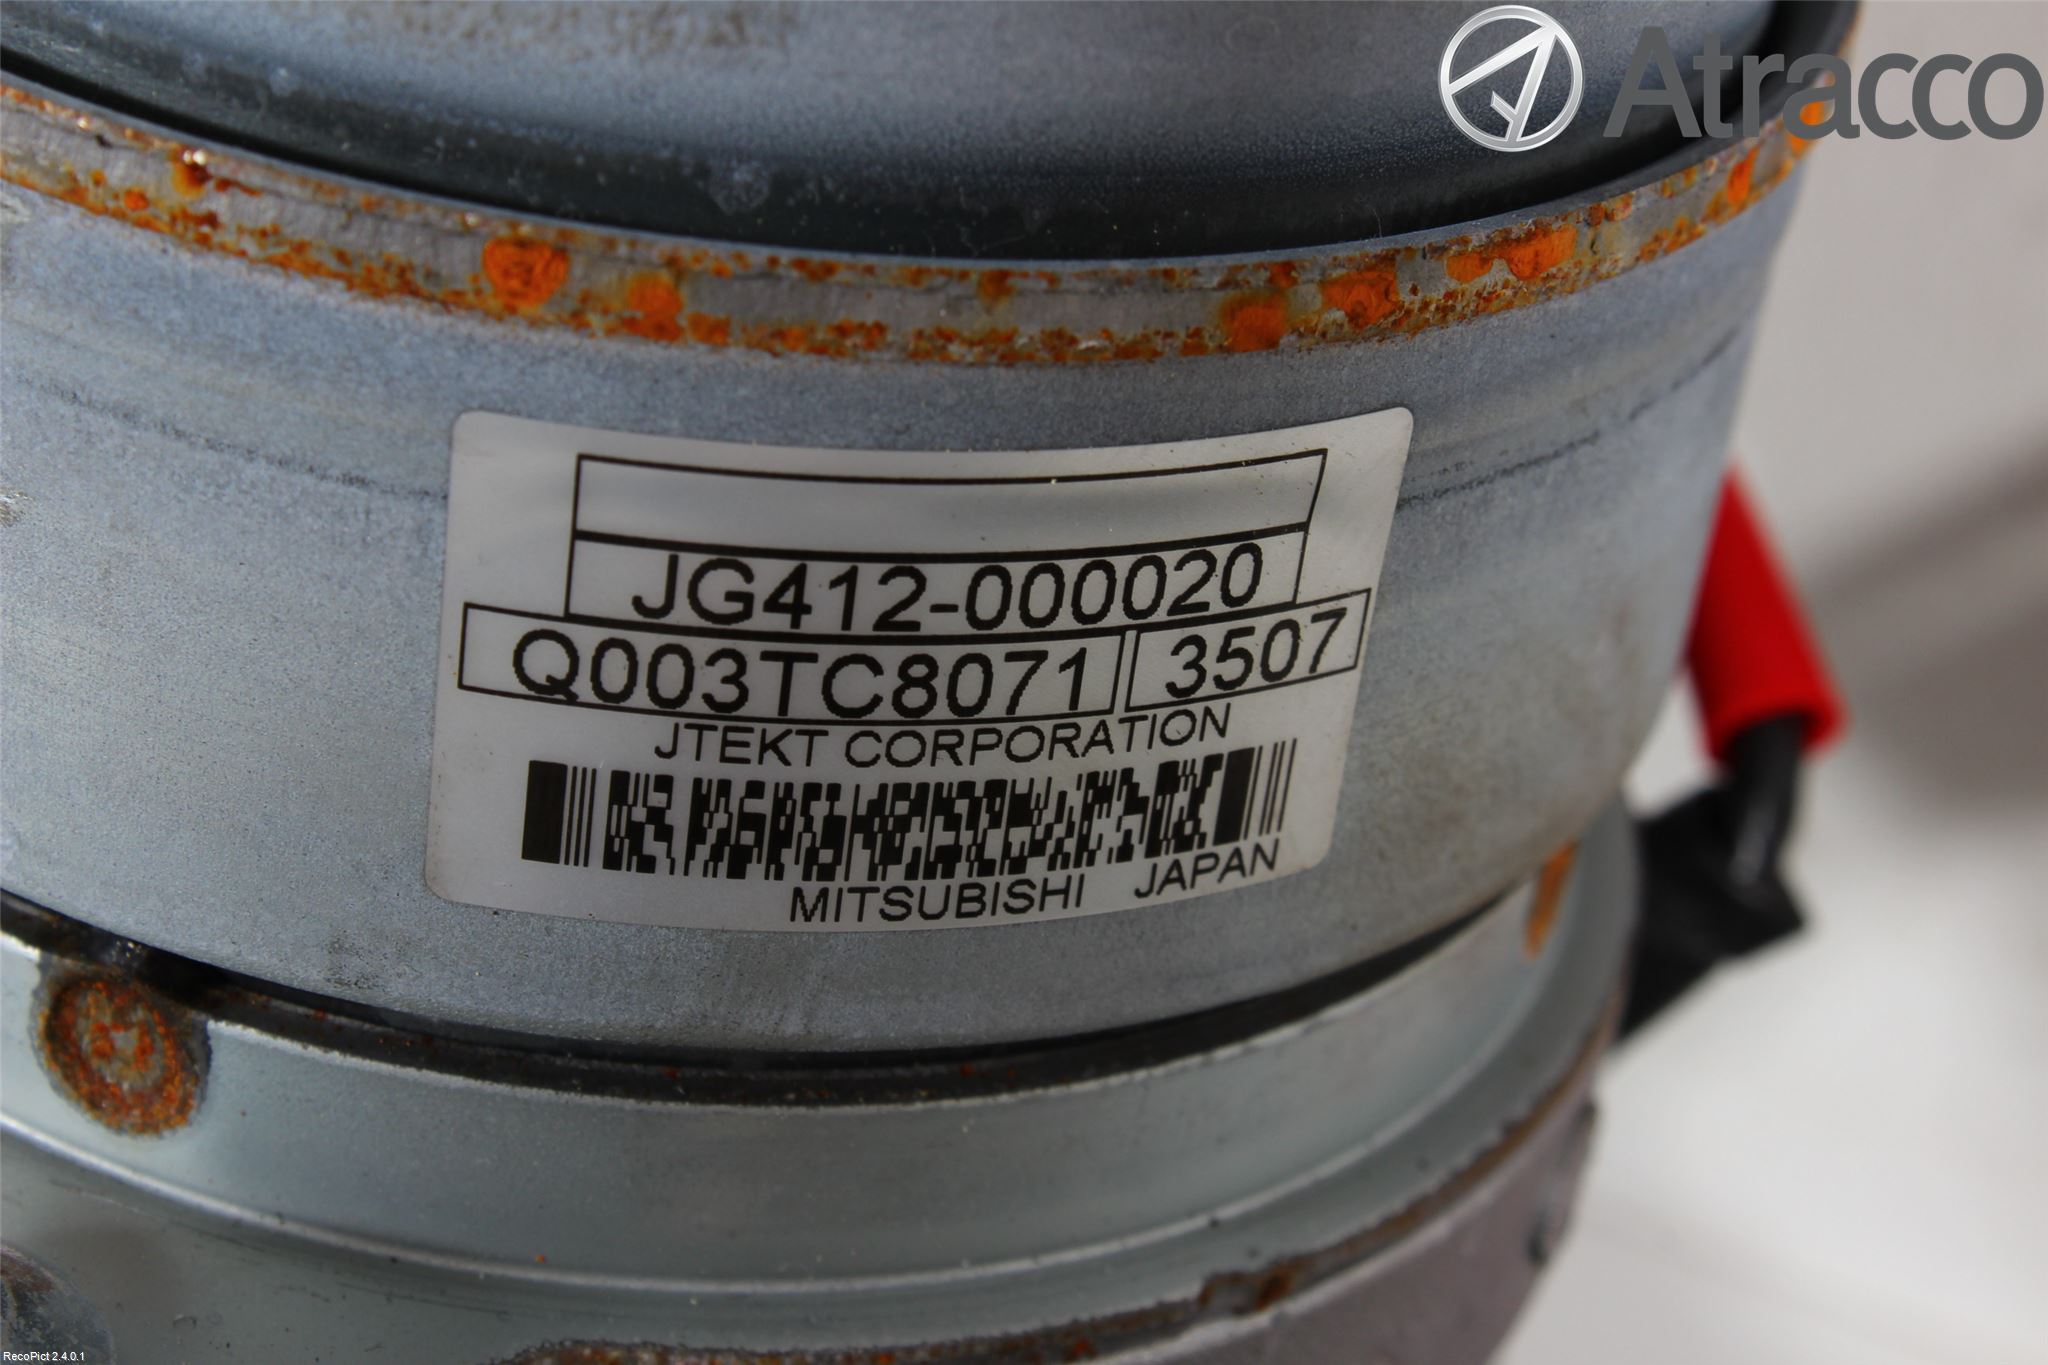 Atracco
JG412-000020
Q003TC8071 3507
JTEKT CORPORATION
MITSUBISHI JAPAN
RecoPict 2.4.0.1